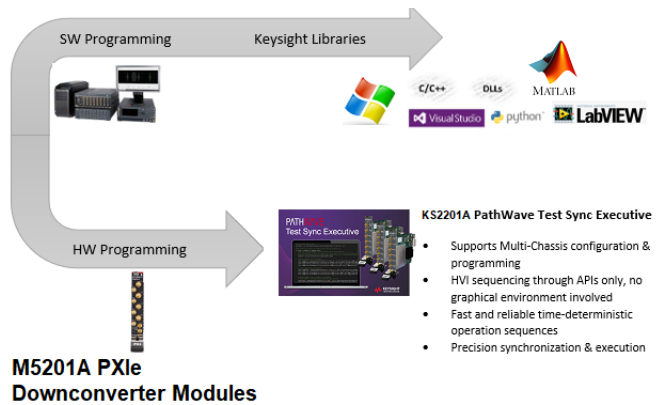 SW Programming
Keysight Libraries
C/C++
DLLs
MATLAB
VisualStudio
python
LabVIEW
HW Programming
PATHWAVE
Test Sync Executive
KEYSIGHT
KS2201A PathWave Test Sync Executive
• Supports Multi-Chassis configuration &
programming
• HVI sequencing through APIs only, no
graphical environment involved
• Fast and reliable time-deterministic
operation sequences
• Precision synchronization & execution
M5201A PXIe
Downconverter Modules